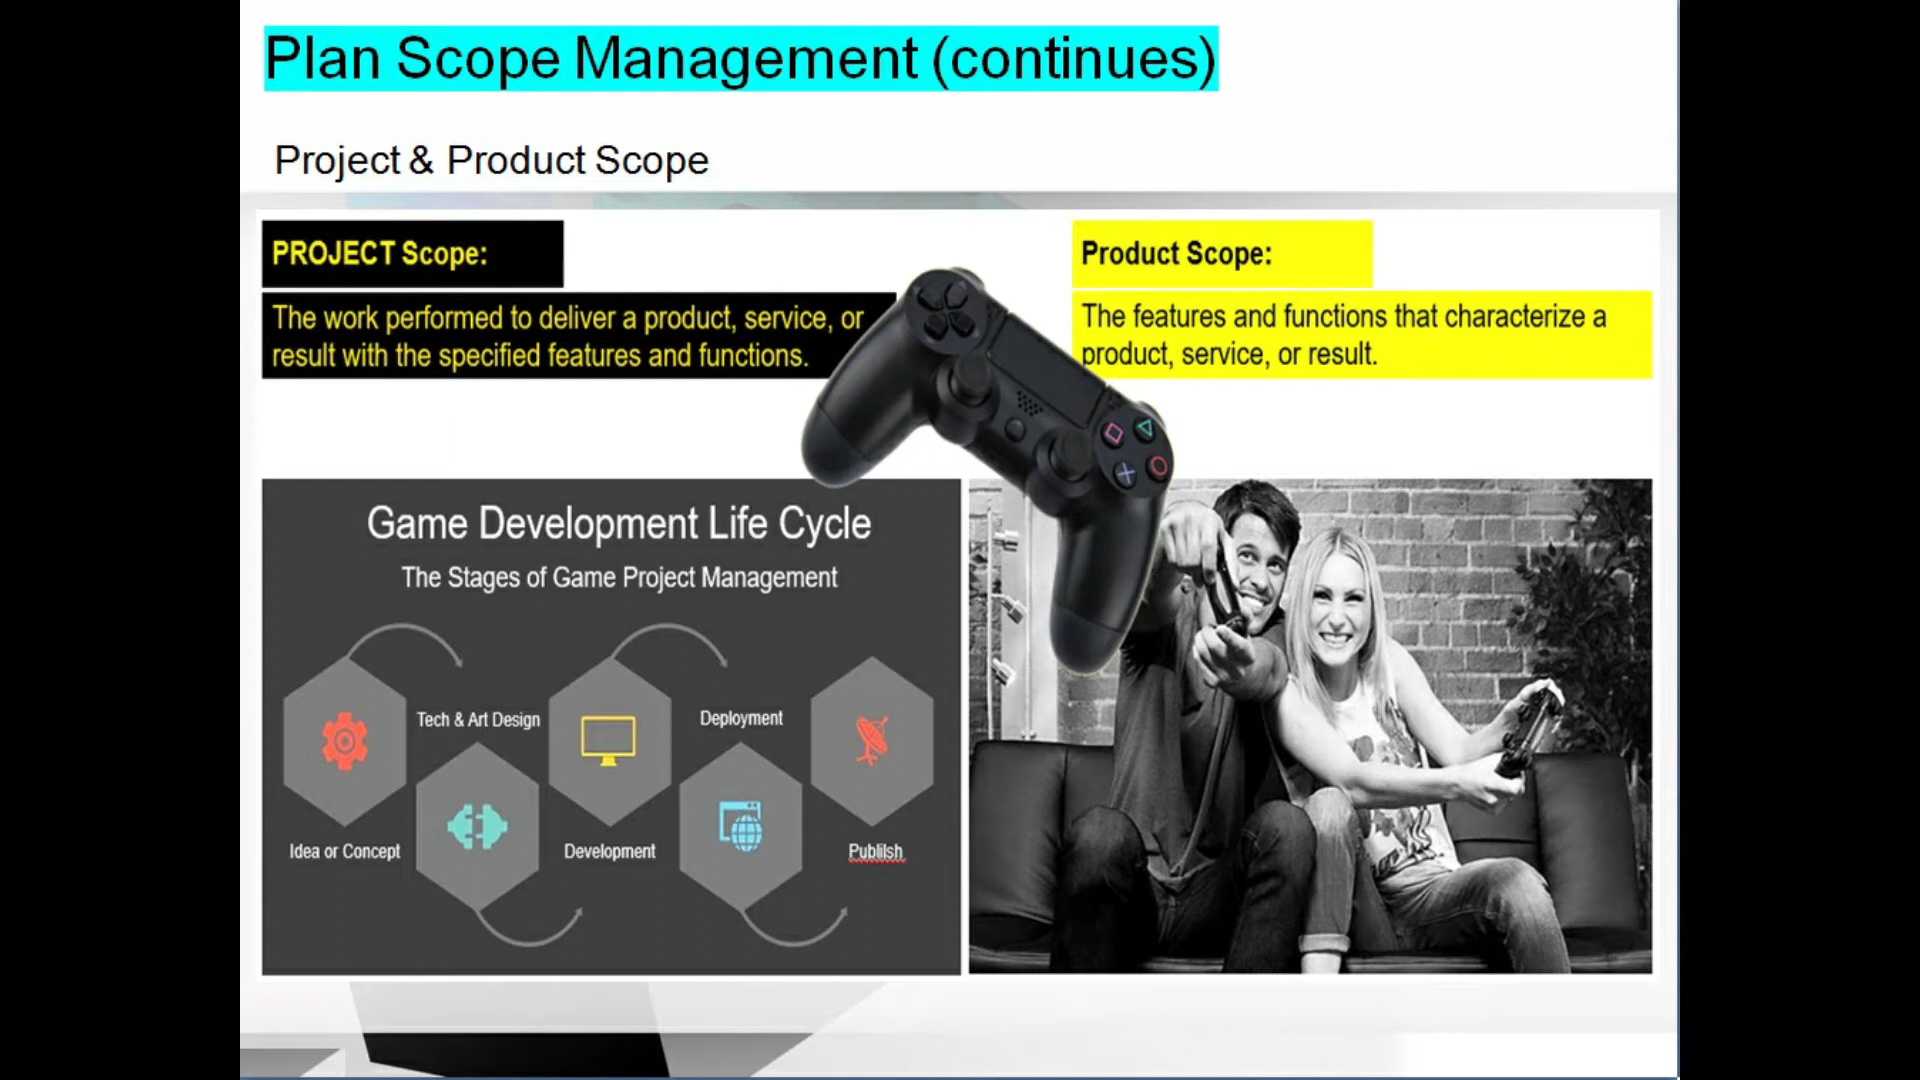 Plan Scope Management (continues)
Project & Product Scope
PROJECT Scope:
The work performed to deliver a product, service, or
result with the specified features and functions.
Product Scope:
The features and functions that characterize a
product, service, or result.
Game Development Life Cycle
The Stages of Game Project Management
Tech & Art Design
Deployment
Idea or Concept
Development
Publilsh